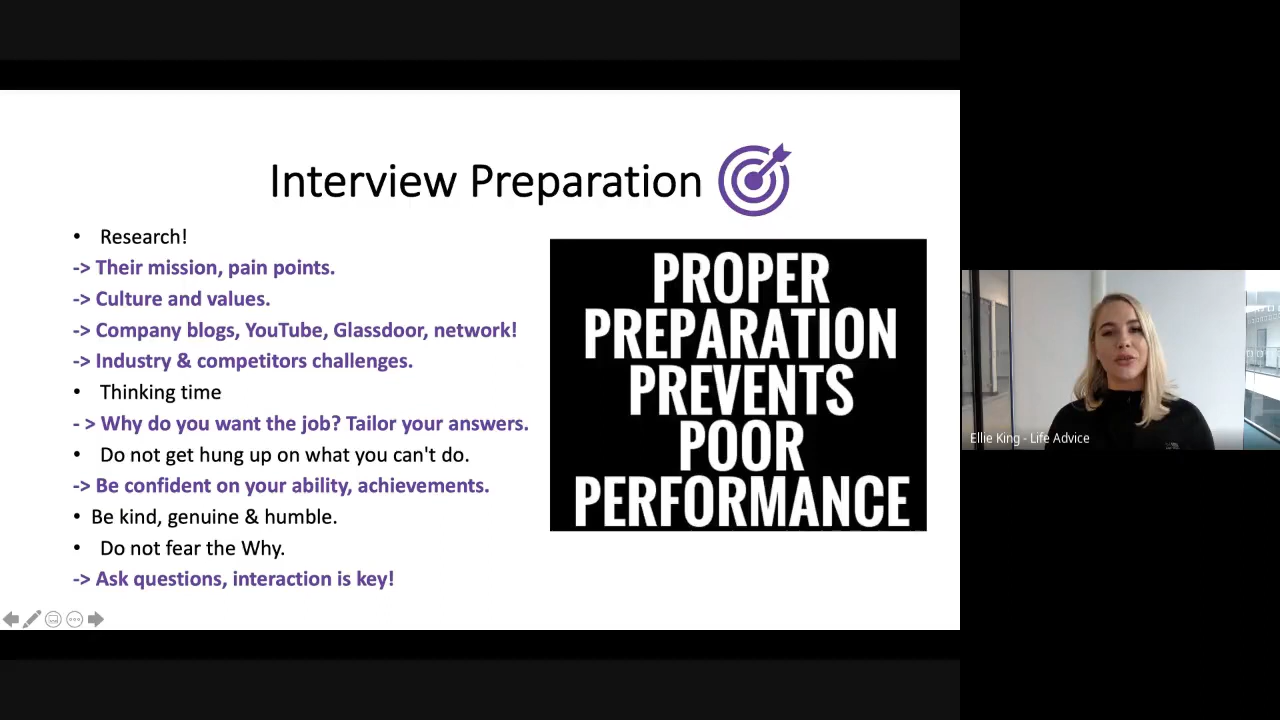 Interview Preparation
• Research!
-> Their mission, pain points.
-> Culture and values.
-> Company blogs, YouTube, Glassdoor, network!
-> Industry & competitors challenges.
• Thinking time
- > Why do you want the job? Tailor your answers.
• Do not get hung up on what you can't do.
-> Be confident on your ability, achievements.
• Be kind, genuine & humble.
• Do not fear the Why.
-> Ask questions, interaction is key!
PROPER
PREPARATION
PREVENTS
POOR
PERFORMANCE
Ellie King - Life Advice